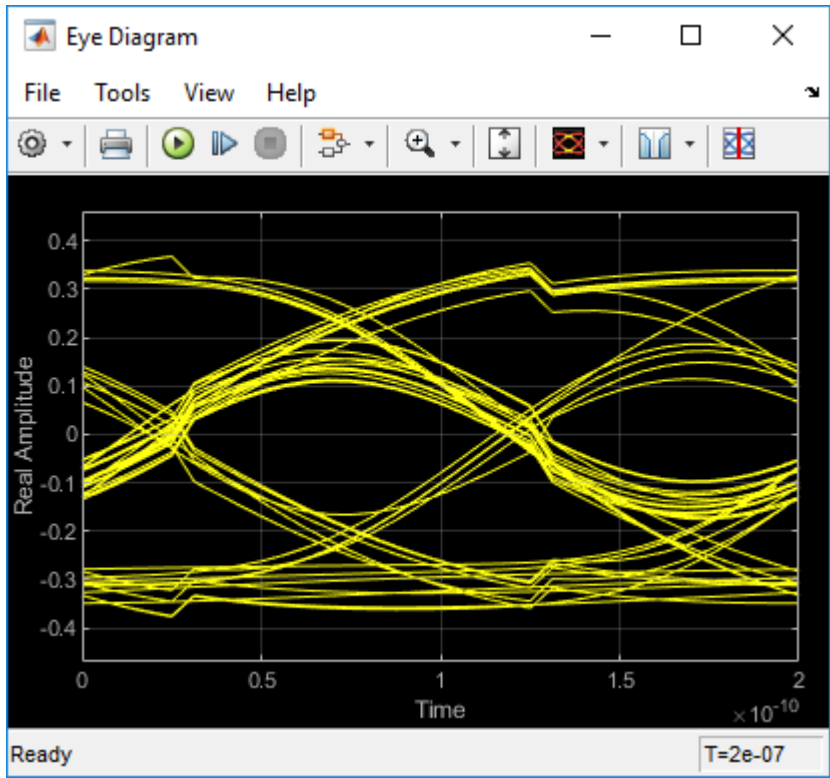 Eye Diagram
File Tools View Help
Real Amplitude
0.4
0.3
0.2
0.1
0
-0.1
-0.2
-0.3
-0.4
0 0.5 1 1.5 2
Time
×10^-10
Ready T=2e-07